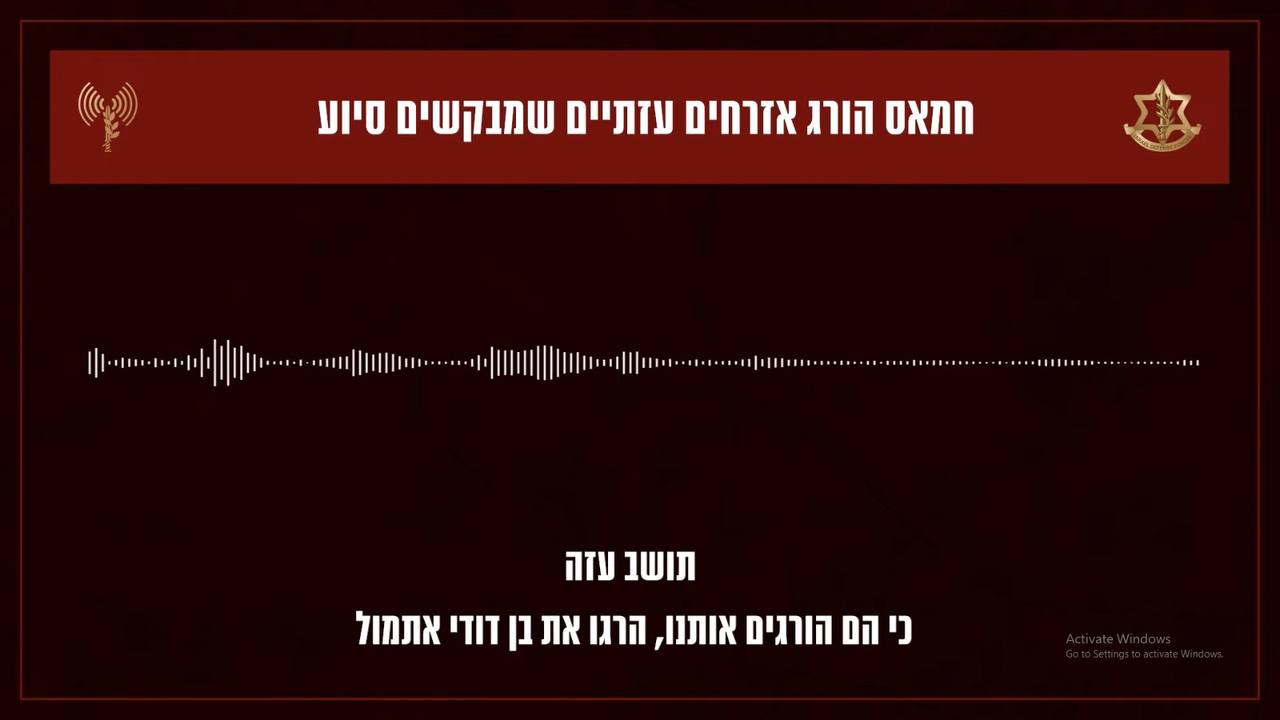 חמאס הורג אזרחים עזתיים שמבקשים סיוע
תושב עזה
כי הם הורגים אותנו, הרגו את בן דודי אתמול
Activate Windows
Go to Settings to activate Windows.